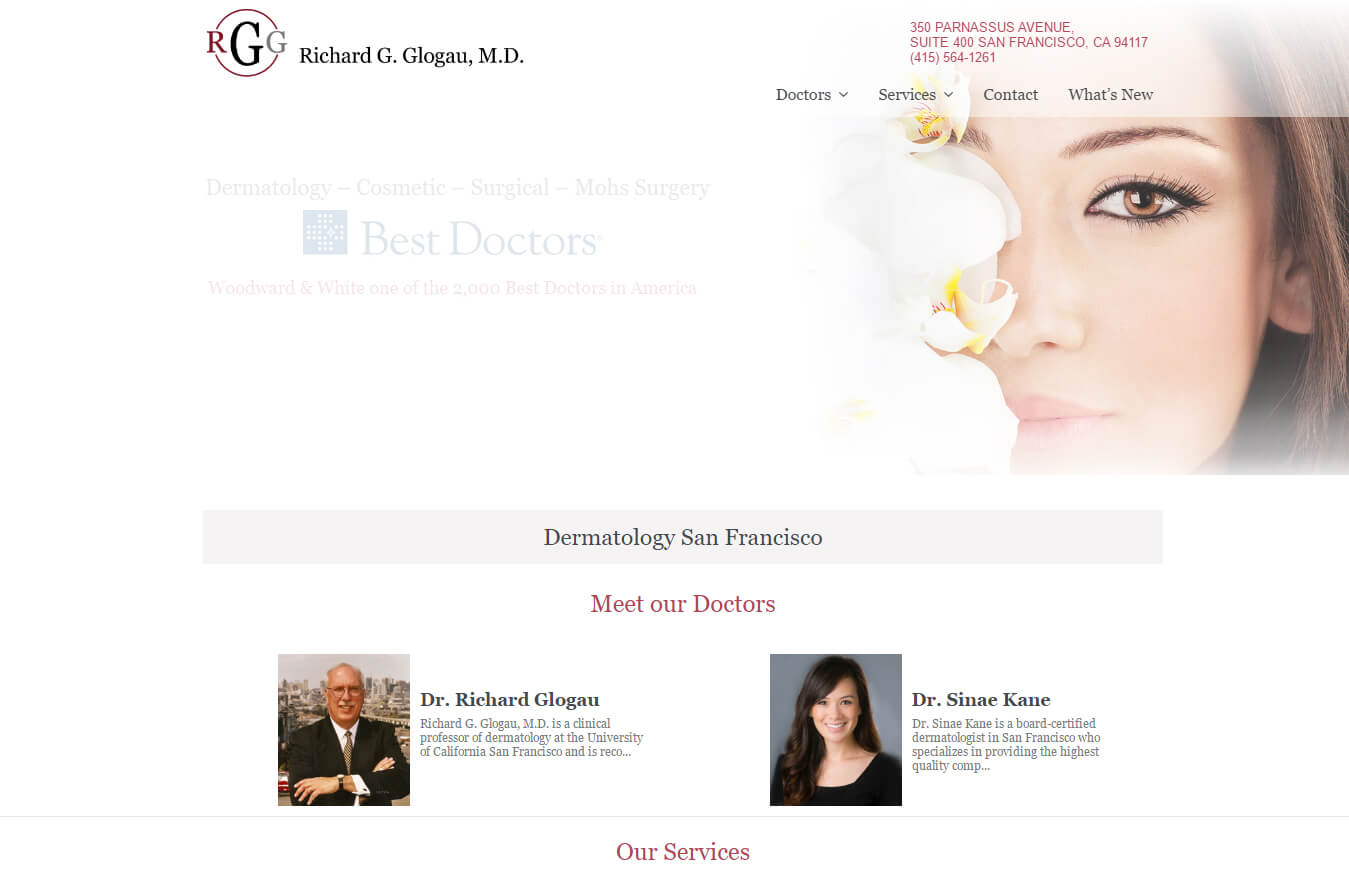 RGG
Richard G. Glogau, M.D.
350 PARNASSUS AVENUE,
SUITE 400 SAN FRANCISCO, CA 94117
(415) 564-1261
Doctors
Services
Contact
What's New
Dermatology – Cosmetic – Surgical – Mohs Surgery
Best Doctors®
Woodward & White one of the 2,000 Best Doctors in America
Dermatology San Francisco
Meet our Doctors
Dr. Richard Glogau
Richard G. Glogau, M.D. is a clinical
professor of dermatology at the University
of California San Francisco and is reco...
Dr. Sinae Kane
Dr. Sinae Kane is a board-certified
dermatologist in San Francisco who
specializes in providing the highest
quality comp...
Our Services